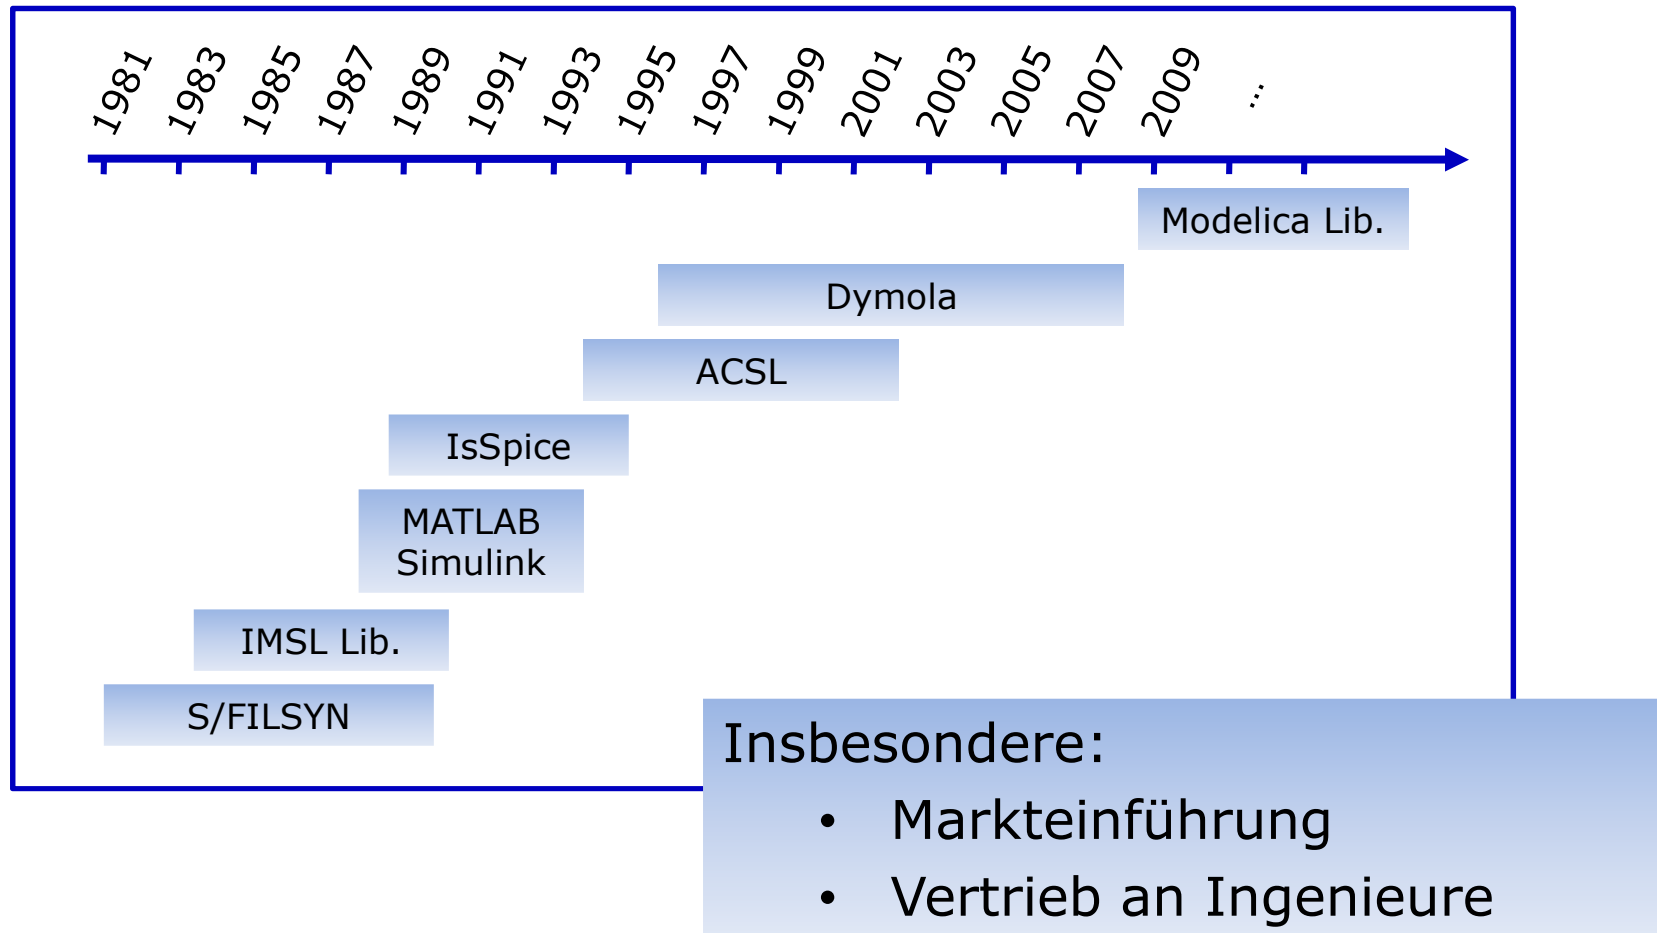 1981 1983 1985 1987 1989 1991 1993 1995 1997 1999 2001 2003 2005 2007 2009 ...
Modelica Lib.
Dymola
ACSL
IsSpice
MATLAB
Simulink
IMSL Lib.
S/FILSYN
Insbesondere:
• Markteinführung
• Vertrieb an Ingenieure